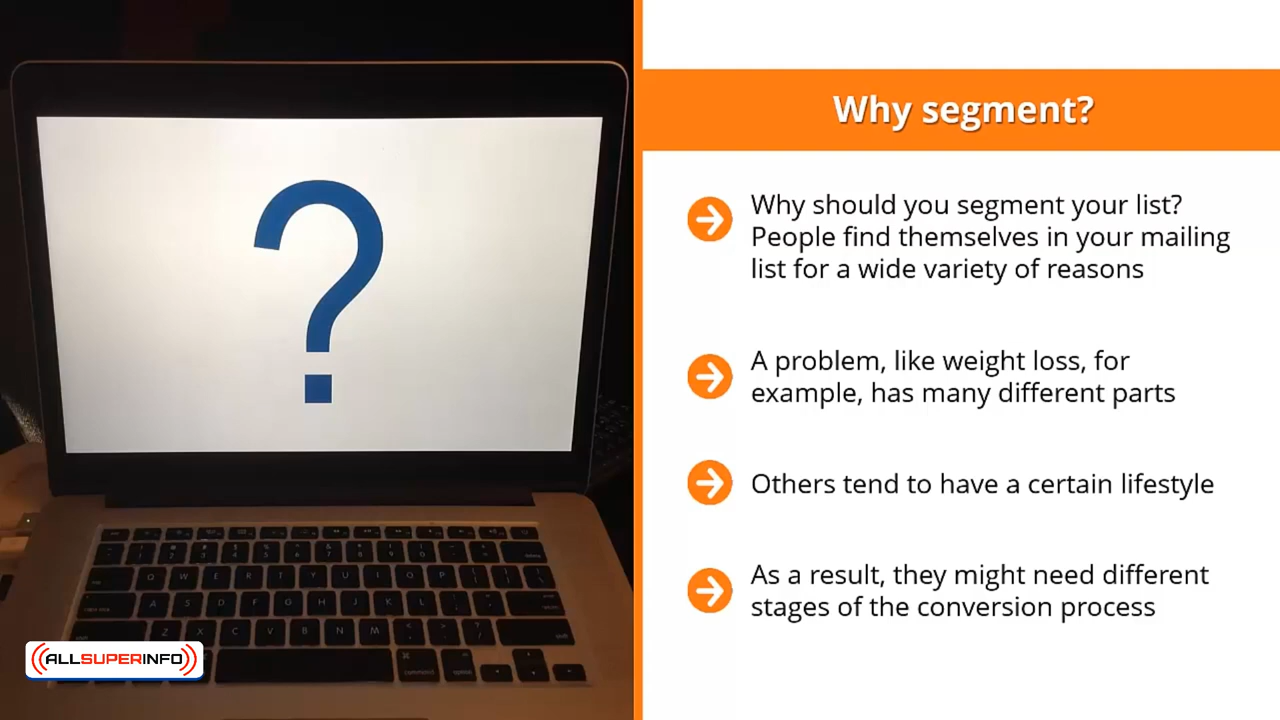 ?
Why segment?
Why should you segment your list?
People find themselves in your mailing
list for a wide variety of reasons
A problem, like weight loss, for
example, has many different parts
Others tend to have a certain lifestyle
As a result, they might need different
stages of the conversion process
Q W E R T Y U I O P
A S D F G H J K L
Z X C V B N M
command option
ALLSUPERINFO